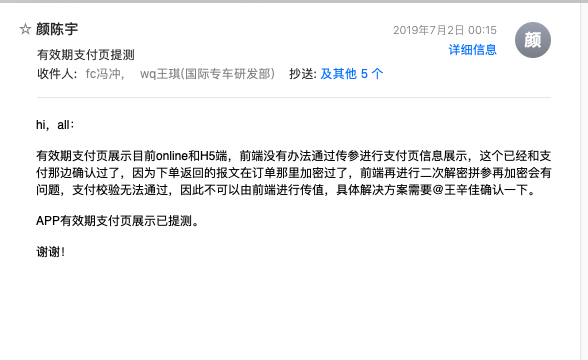 ☆ 颜陈宇
2019年7月2日 00:15
颜
有效期支付页提测
详细信息
收件人： fc冯冲， wq王琪(国际专车研发部) 抄送: 及其他 5 个
hi，all：
有效期支付页展示目前online和H5端，前端没有办法通过传参进行支付页信息展示，这个已经和支
付那边确认过了，因为下单返回的报文在订单那里加密过了，前端再进行二次解密拼参再加密会有
问题，支付校验无法通过，因此不可以由前端进行传值，具体解决方案需要@王辛佳确认一下。
APP有效期支付页展示已提测。
谢谢！